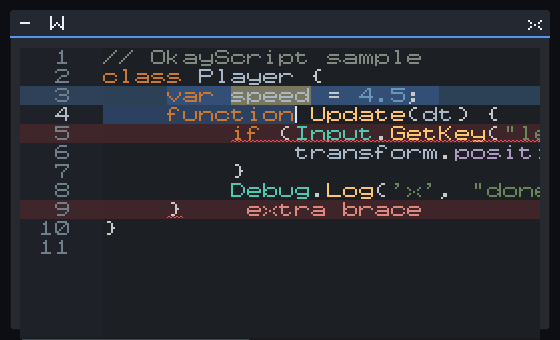 W
1 // OkayScript sample
2 class Player {
3 var speed = 4.5;
4 function Update(dt) {
5 if (Input.GetKey("le
6 transform.positi
7 }
8 Debug.Log('x', "done
9 } extra brace
10 }
11